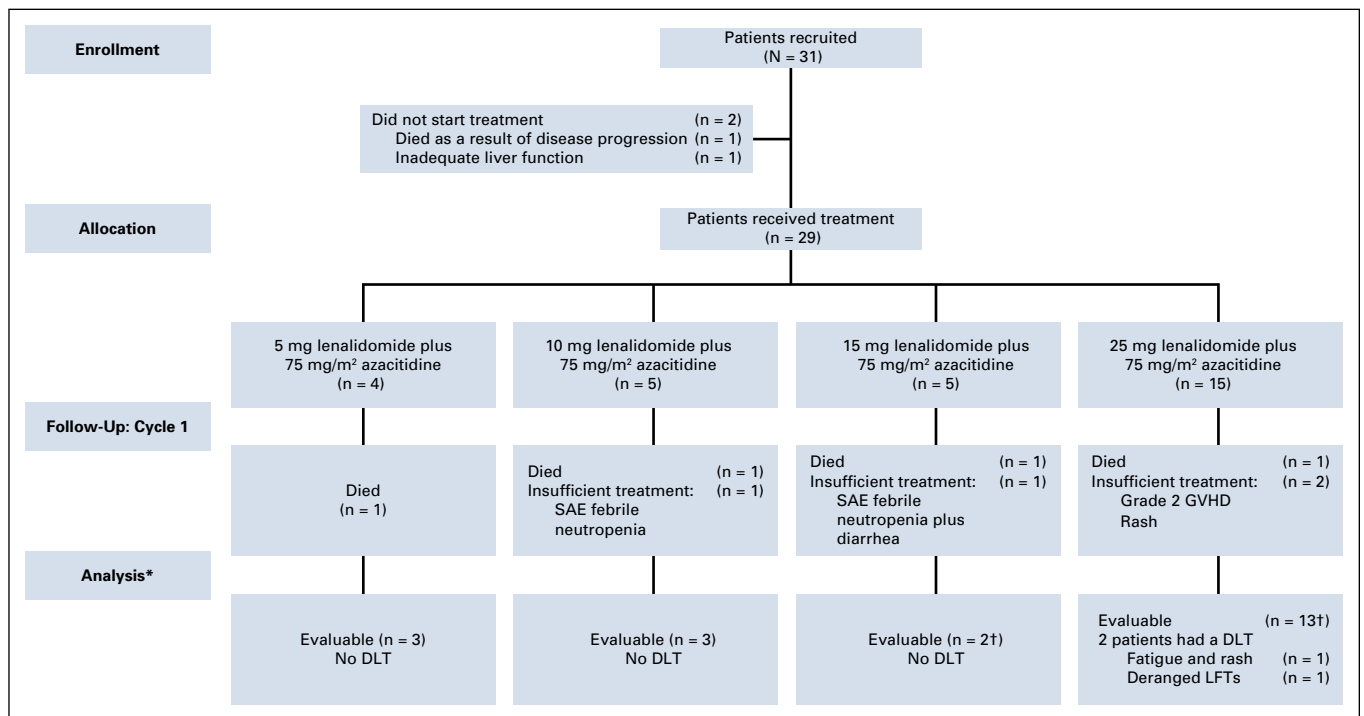 Enrollment
Patients recruited
(N = 31)
Did not start treatment (n = 2)
Died as a result of disease progression (n = 1)
Inadequate liver function (n = 1)
Allocation
Patients received treatment
(n = 29)
5 mg lenalidomide plus
75 mg/m² azacitidine
(n = 4)
10 mg lenalidomide plus
75 mg/m² azacitidine
(n = 5)
15 mg lenalidomide plus
75 mg/m² azacitidine
(n = 5)
25 mg lenalidomide plus
75 mg/m² azacitidine
(n = 15)
Follow-Up: Cycle 1
Died
(n = 1)
Died (n = 1)
Insufficient treatment: (n = 1)
SAE febrile
neutropenia
Died (n = 1)
Insufficient treatment: (n = 1)
SAE febrile
neutropenia plus
diarrhea
Died (n = 1)
Insufficient treatment: (n = 2)
Grade 2 GVHD
Rash
Analysis*
Evaluable (n = 3)
No DLT
Evaluable (n = 3)
No DLT
Evaluable (n = 2†)
No DLT
Evaluable (n = 13†)
2 patients had a DLT
Fatigue and rash (n = 1)
Deranged LFTs (n = 1)